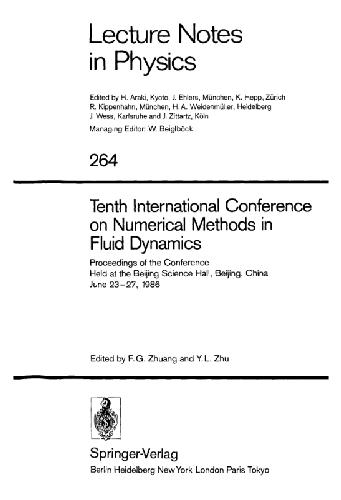 Lecture Notes
in Physics
Edited by H. Araki, Kyoto, J. Ehlers, München, K. Hepp, Zürich
R. Kippenhahn, München, H. A. Weidenmüller, Heidelberg
J. Wess, Karlsruhe and J. Zittartz, Köln
Managing Editor: W. Beiglböck
264
Tenth International Conference
on Numerical Methods in
Fluid Dynamics
Proceedings of the Conference
Held at the Beijing Science Hall, Beijing, China
June 23–27, 1986
Edited by F.G. Zhuang and Y.L. Zhu
Springer-Verlag
Berlin Heidelberg New York London Paris Tokyo